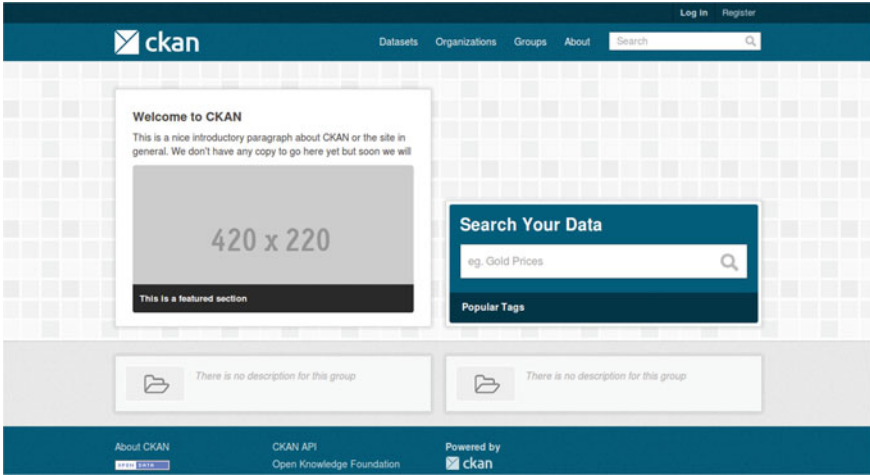 Log in Register
ckan Datasets Organizations Groups About Search
Welcome to CKAN
This is a nice introductory paragraph about CKAN or the site in
general. We don't have any copy to go here yet but soon we will
420 x 220
This is a featured section
Search Your Data
eg. Gold Prices
Popular Tags
There is no description for this group
There is no description for this group
About CKAN
OPEN DATA
CKAN API
Open Knowledge Foundation
Powered by
ckan